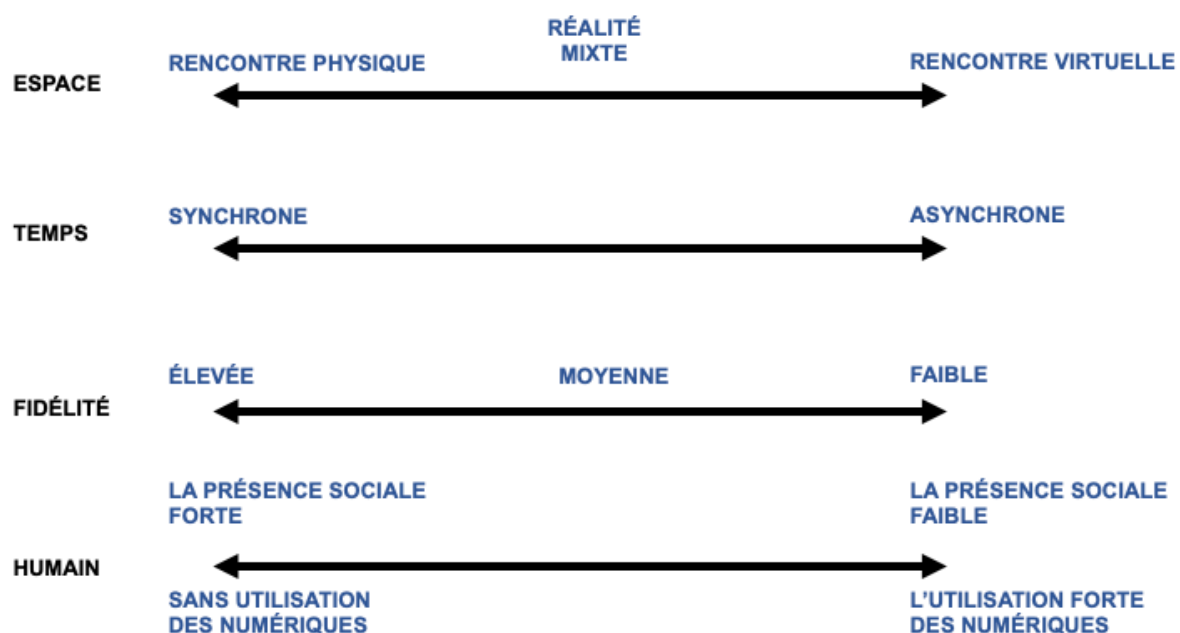 RÉALITÉ
MIXTE
RENCONTRE PHYSIQUE
RENCONTRE VIRTUELLE
ESPACE
SYNCHRONE
ASYNCHRONE
TEMPS
ÉLEVÉE
MOYENNE
FAIBLE
FIDÉLITÉ
LA PRÉSENCE SOCIALE
FORTE
LA PRÉSENCE SOCIALE
FAIBLE
HUMAIN
SANS UTILISATION
DES NUMÉRIQUES
L'UTILISATION FORTE
DES NUMÉRIQUES